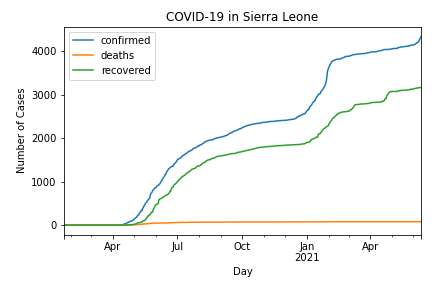 COVID-19 in Sierra Leone
confirmed
deaths
recovered
Number of Cases
4000
3000
2000
1000
0
Apr
Jul
Oct
Jan
2021
Apr
Day